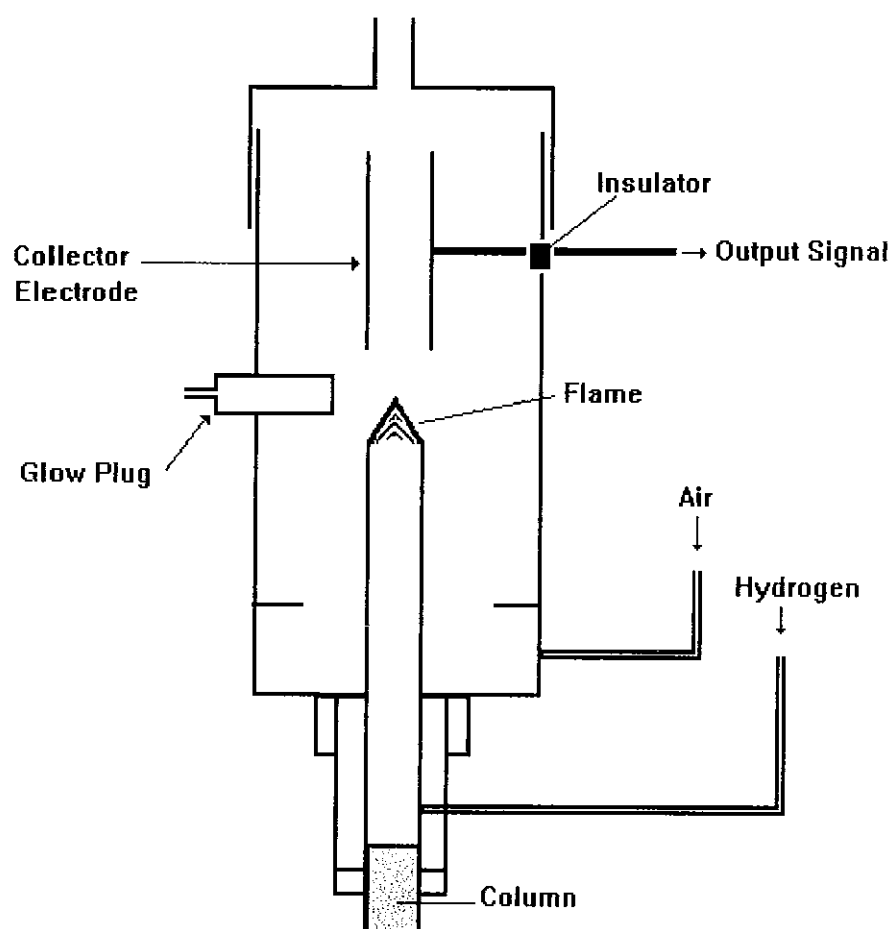 Insulator
Output Signal
Collector
Electrode
Flame
Glow Plug
Air
Hydrogen
Column